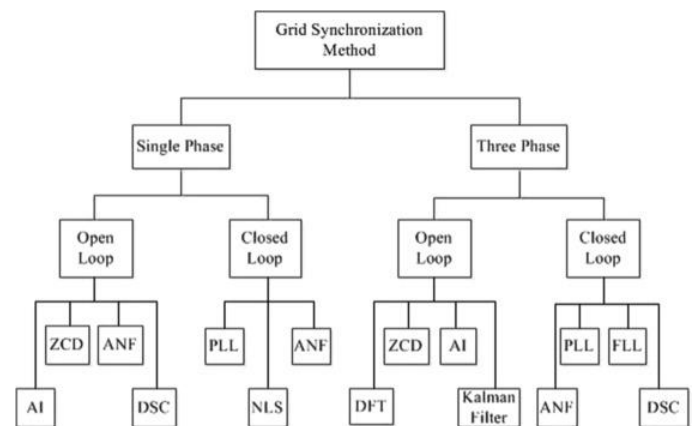 Grid Synchronization
Method
Single Phase
Three Phase
Open
Loop
Closed
Loop
Open
Loop
Closed
Loop
ZCD
ANF
PLL
ANF
ZCD
AI
PLL
FLL
AI
DSC
NLS
DFT
Kalman
Filter
ANF
DSC